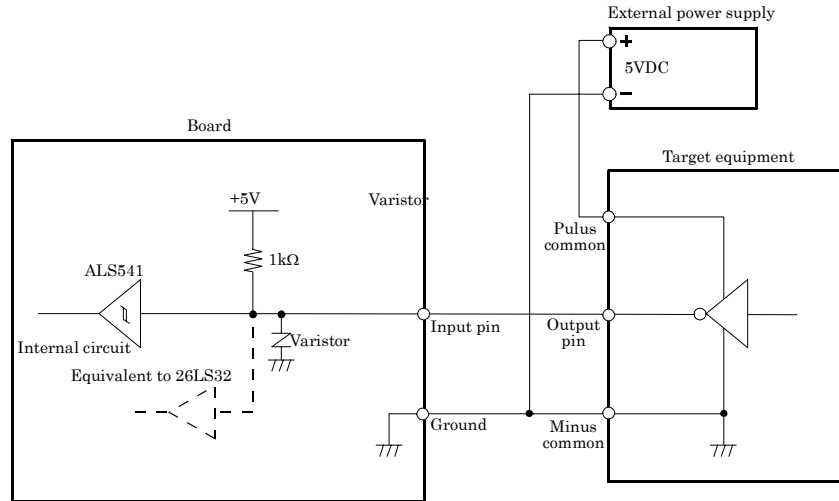 External power supply
+
5VDC
−
Board
Target equipment
+5V
Varistor
Pulus
common
1kΩ
ALS541
Input pin
Output
pin
Internal circuit
Varistor
Equivalent to 26LS32
Ground
Minus
common